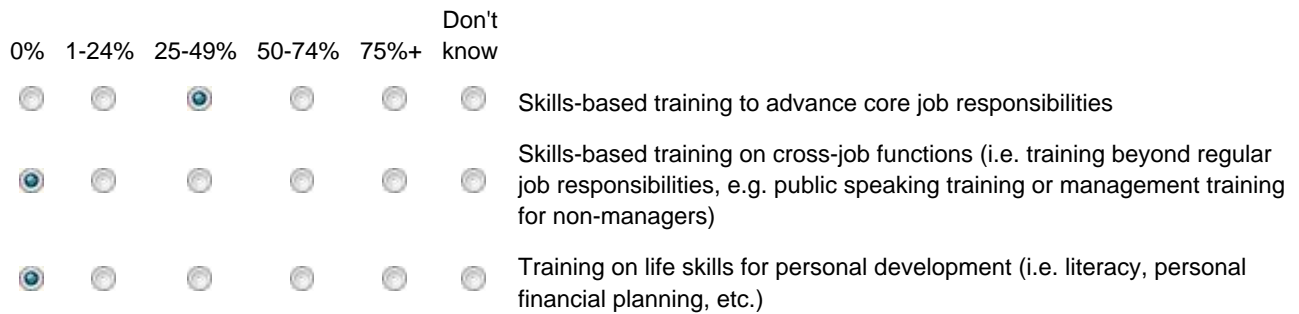 Don't
0% 1-24% 25-49% 50-74% 75%+ know
Skills-based training to advance core job responsibilities
Skills-based training on cross-job functions (i.e. training beyond regular
job responsibilities, e.g. public speaking training or management training
for non-managers)
Training on life skills for personal development (i.e. literacy, personal
financial planning, etc.)